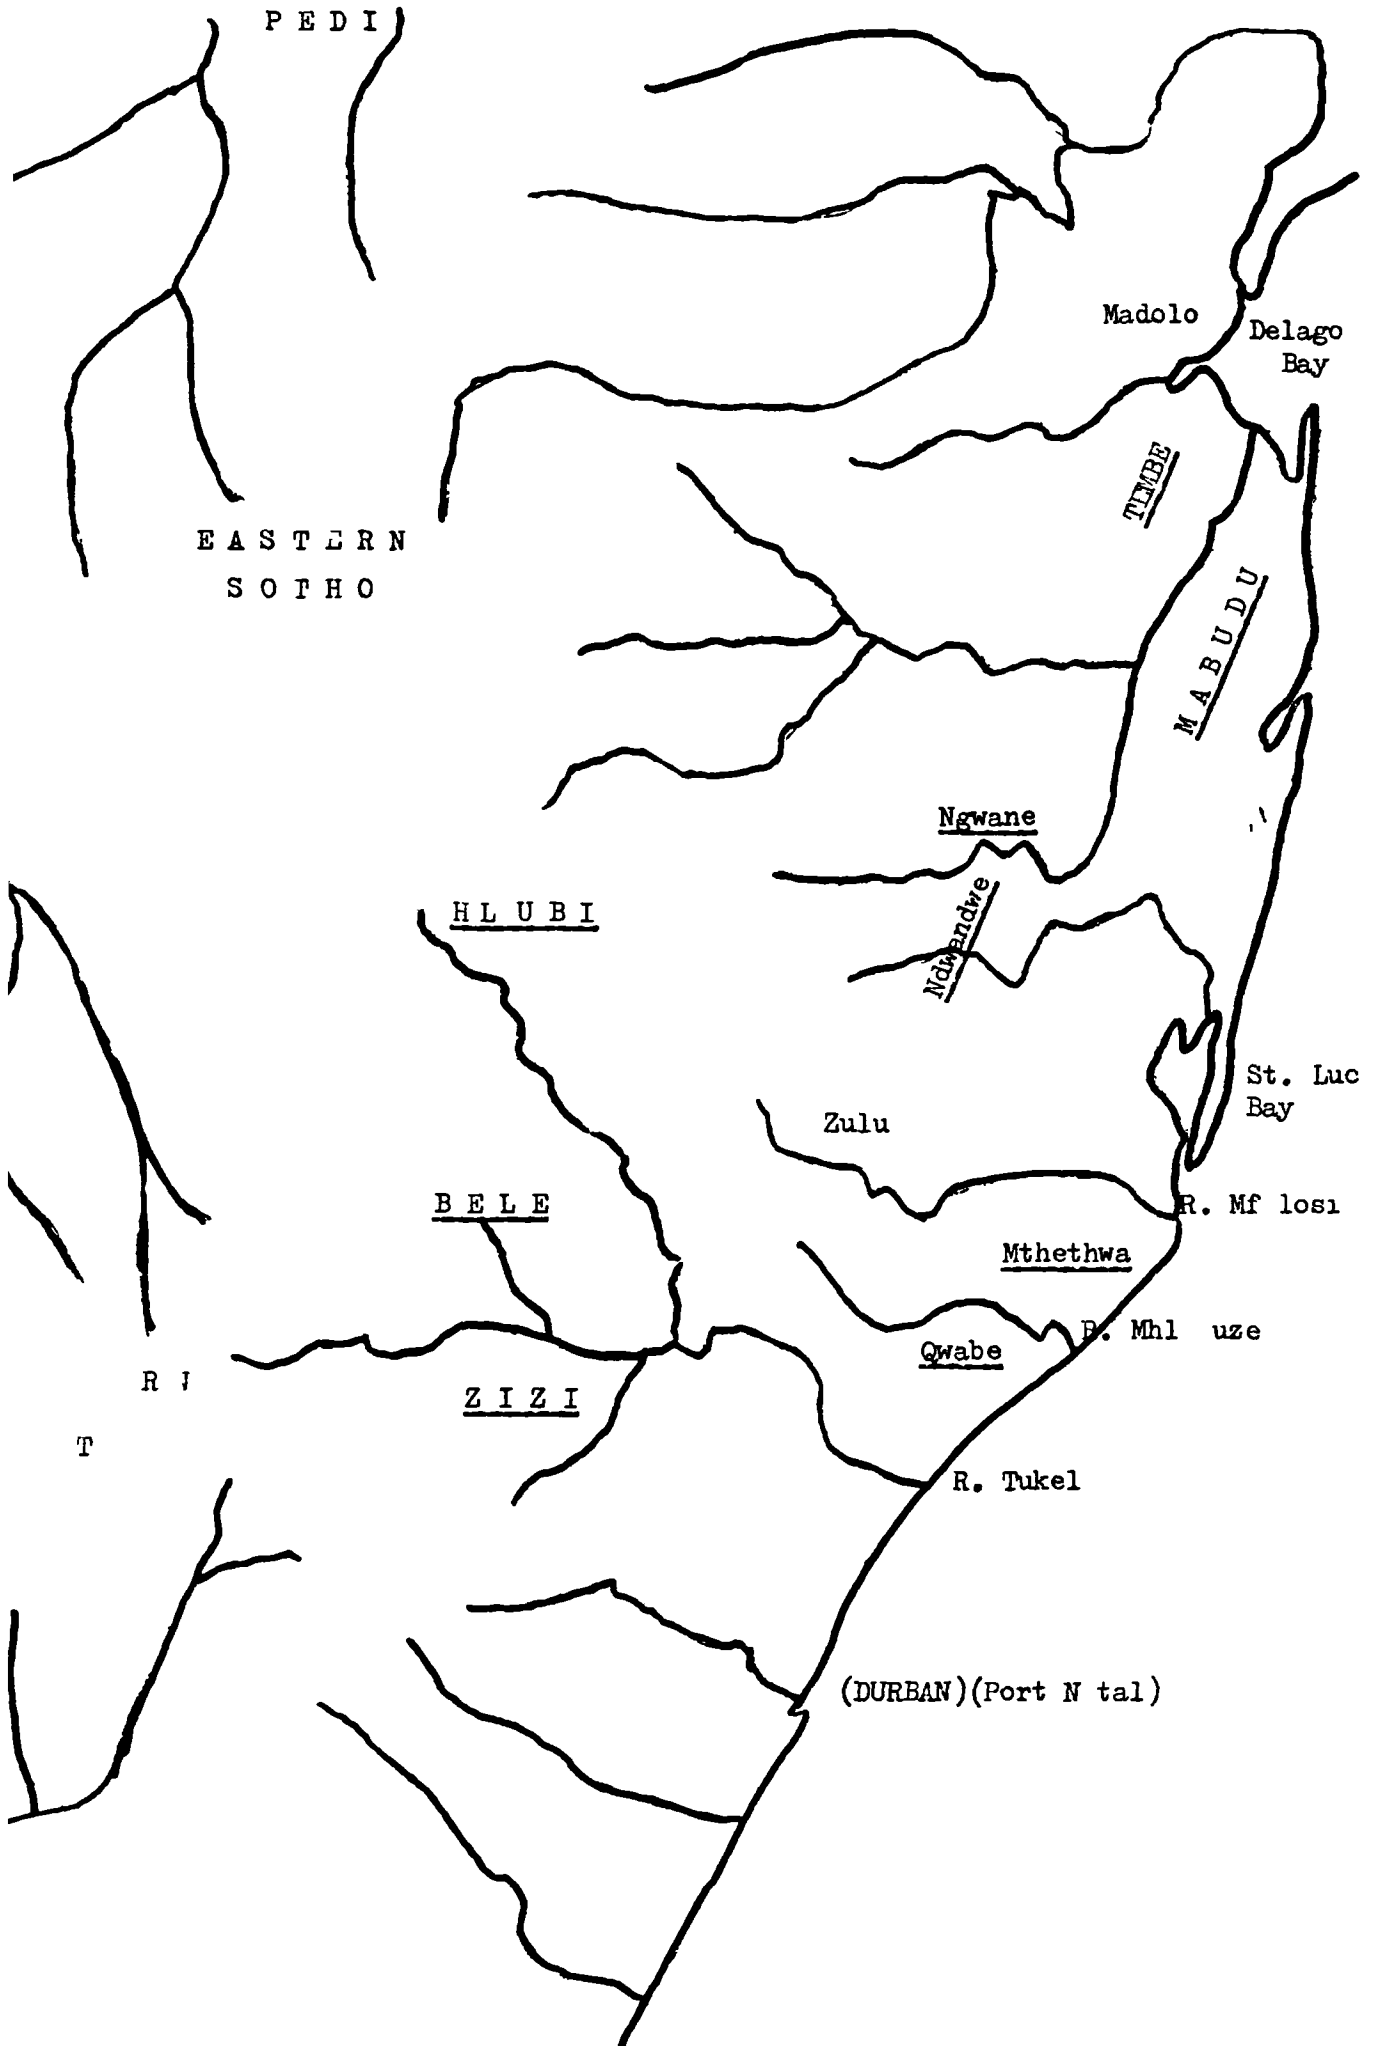 P E D I
Madolo
Delago
Bay
TEMBE
E A S T E R N
S O T H O
M A B U D U
Ngwane
Ndwandwe
H L U B I
St. Luc
Bay
Zulu
B E L E
R. Mf losi
Mthethwa
R. Mhl uze
Qwabe
R
Z I Z I
T
R. Tukel
(DURBAN)(Port N tal)